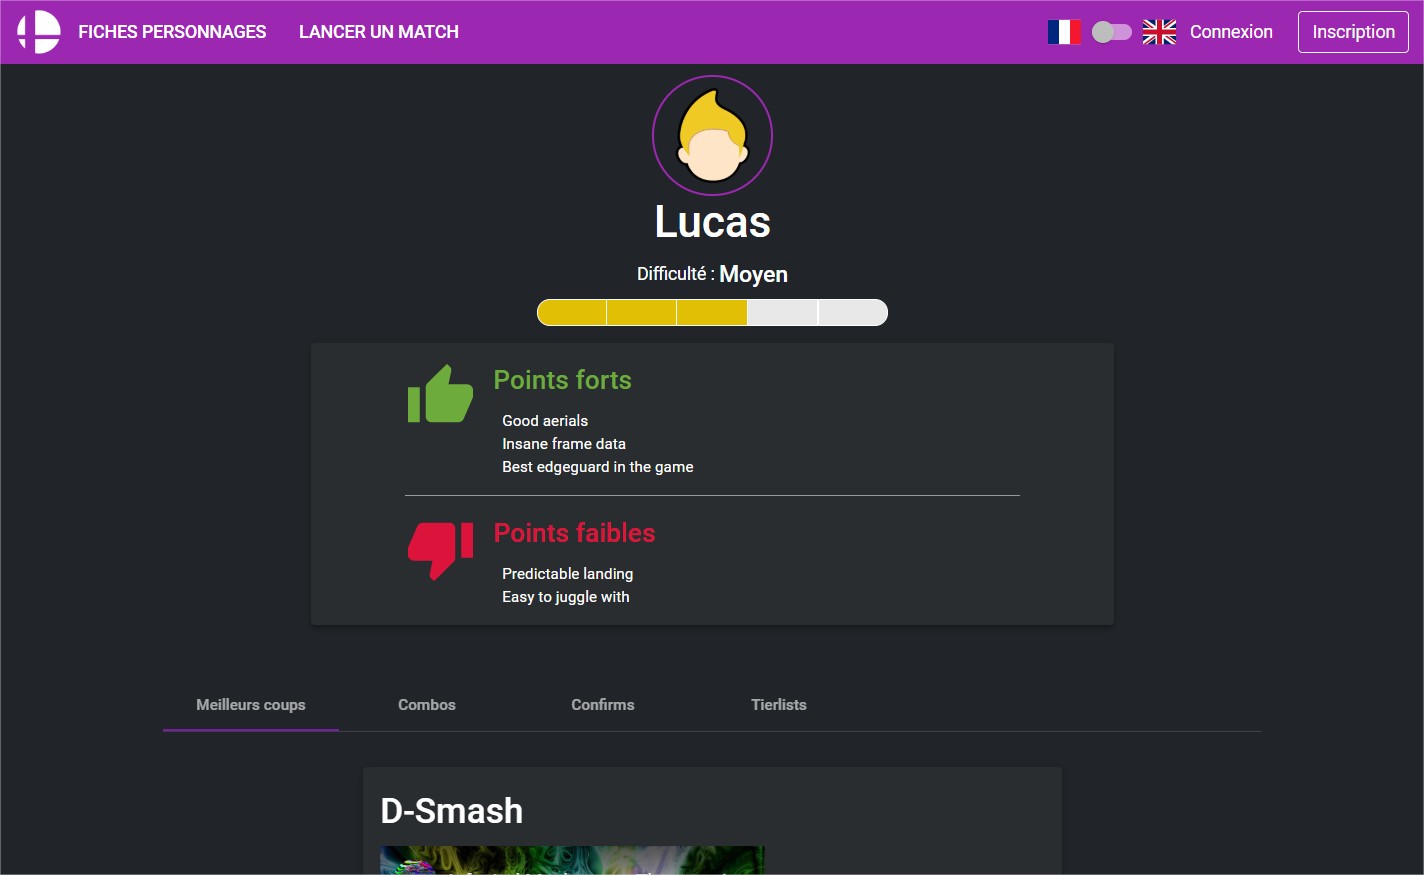 FICHES PERSONNAGES
LANCER UN MATCH
Connexion
Inscription
Lucas
Difficulté : Moyen
Points forts
Good aerials
Insane frame data
Best edgeguard in the game
Points faibles
Predictable landing
Easy to juggle with
Meilleurs coups
Combos
Confirms
Tierlists
D-Smash